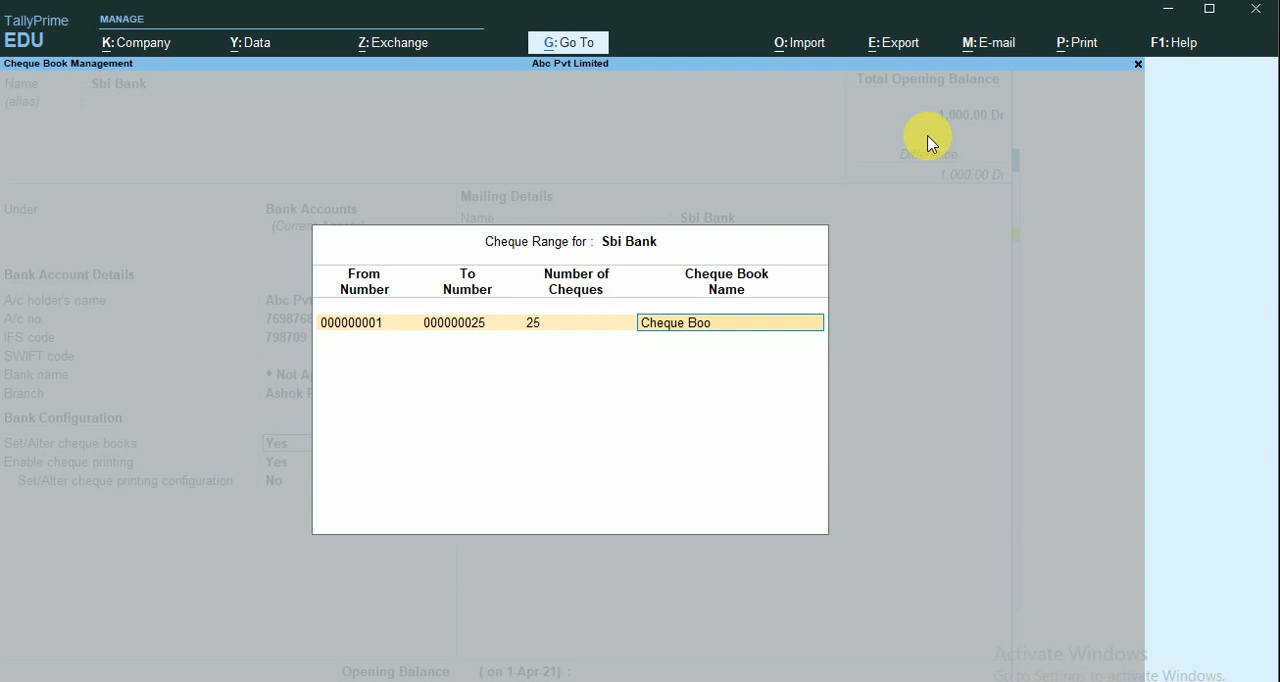 TallyPrime
EDU
MANAGE
K: Company Y: Data Z: Exchange G: Go To O: Import E: Export M: E-mail P: Print F1: Help
Cheque Book Management Abc Pvt Limited ×
Name : Sbi Bank Total Opening Balance
(alias) :
1,000.00 Dr
Difference
1,000.00 Dr
Mailing Details
Under Bank Accounts Name : Sbi Bank
Cheque Range for : Sbi Bank
From Number To Number Number of Cheques Cheque Book Name
000000001 000000025 25 Cheque Boo
Bank Account Details
A/c holder's name : Abc Pvt
A/c no.
IFS code 798709
SWIFT code
Bank name ♦ Not Ap
Branch Ashok
Bank Configuration
Set/Alter cheque books Yes
Enable cheque printing Yes
Set/Alter cheque printing configuration : No
Opening Balance ( on 1-Apr-21) :
Activate Windows
Go to Settings to activate Windows.